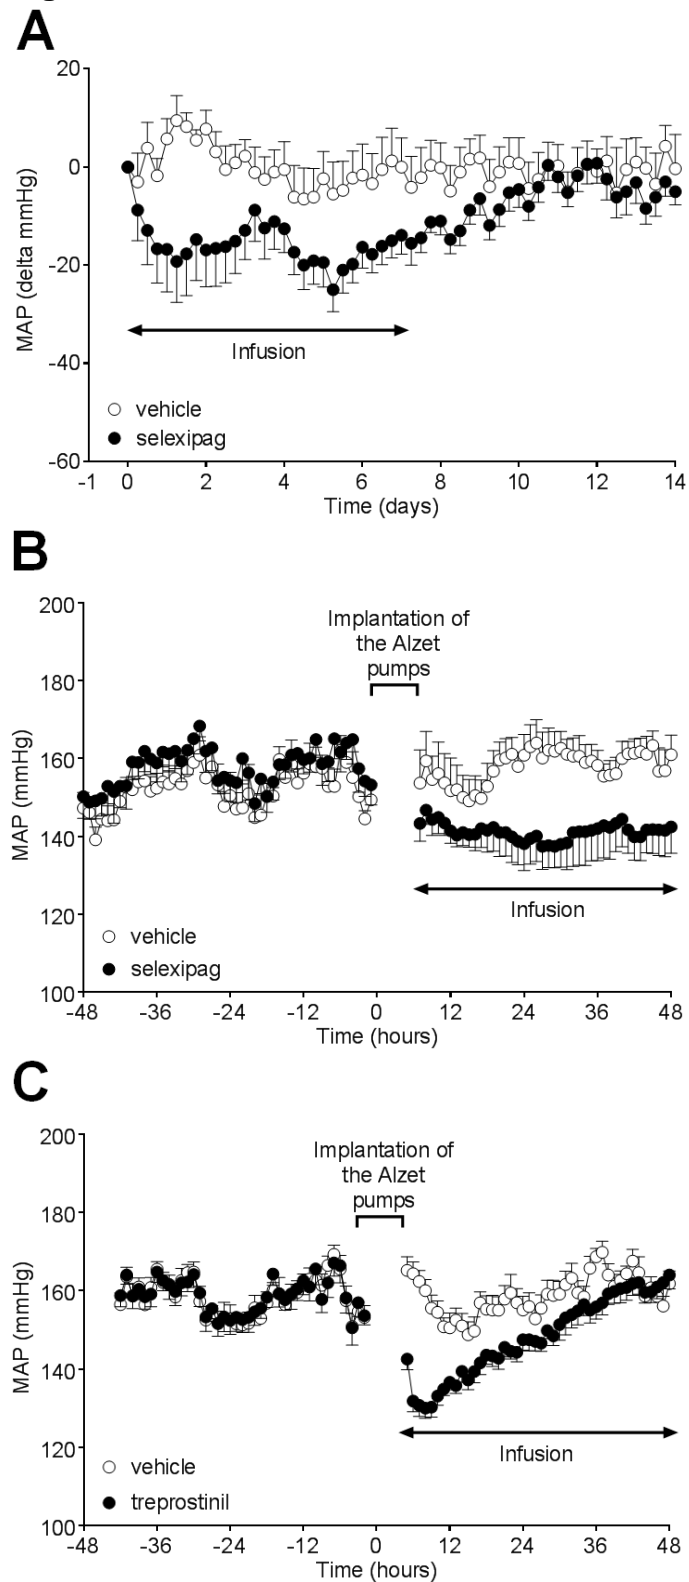 A
20
0
-20
-40
-60
MAP (delta mmHg)
Infusion
vehicle
selexipag
-1 0 2 4 6 8 10 12 14
Time (days)
B
200
160
140
120
100
MAP (mmHg)
Implantation of
the Alzet
pumps
Infusion
vehicle
selexipag
-48 -36 -24 -12 0 12 24 36 48
Time (hours)
C
200
160
140
120
100
MAP (mmHg)
Implantation of
the Alzet
pumps
Infusion
vehicle
treprostinil
-48 -36 -24 -12 0 12 24 36 48
Time (hours)